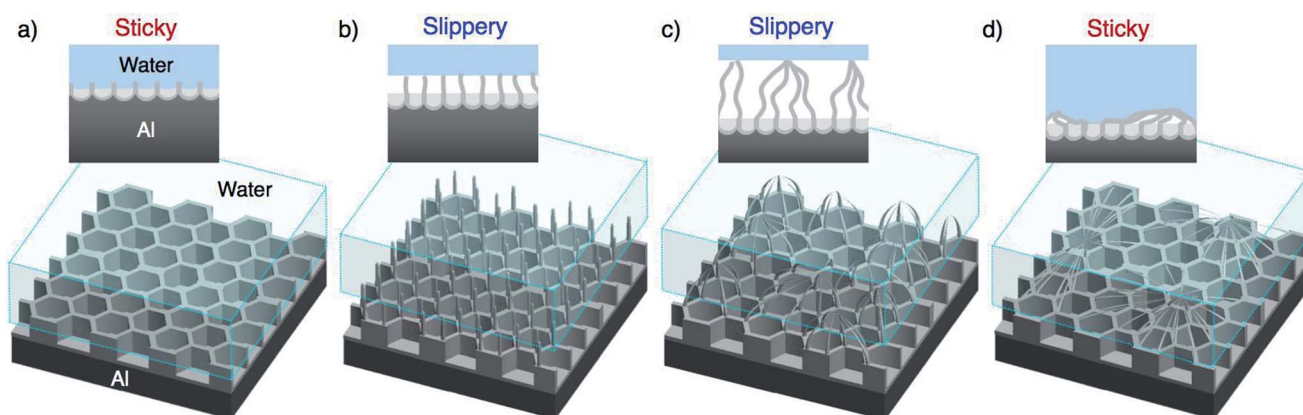 a) Sticky
Water
Al
Water
Al
b) Slippery
c) Slippery
d) Sticky